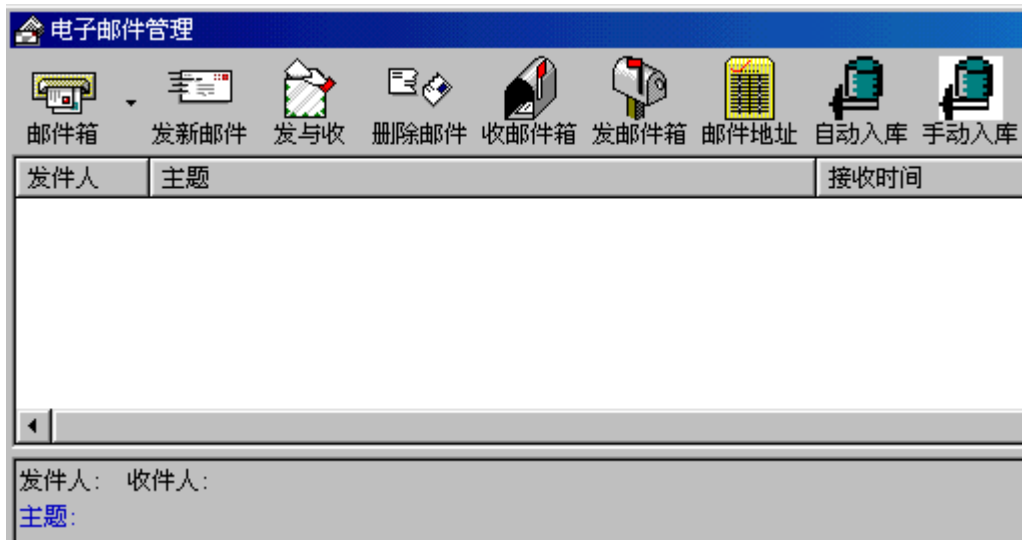 电子邮件管理
邮件箱 发新邮件 发与收 删除邮件 收邮件箱 发邮件箱 邮件地址 自动入库 手动入库
发件人 主题 接收时间
发件人: 收件人:
主题: